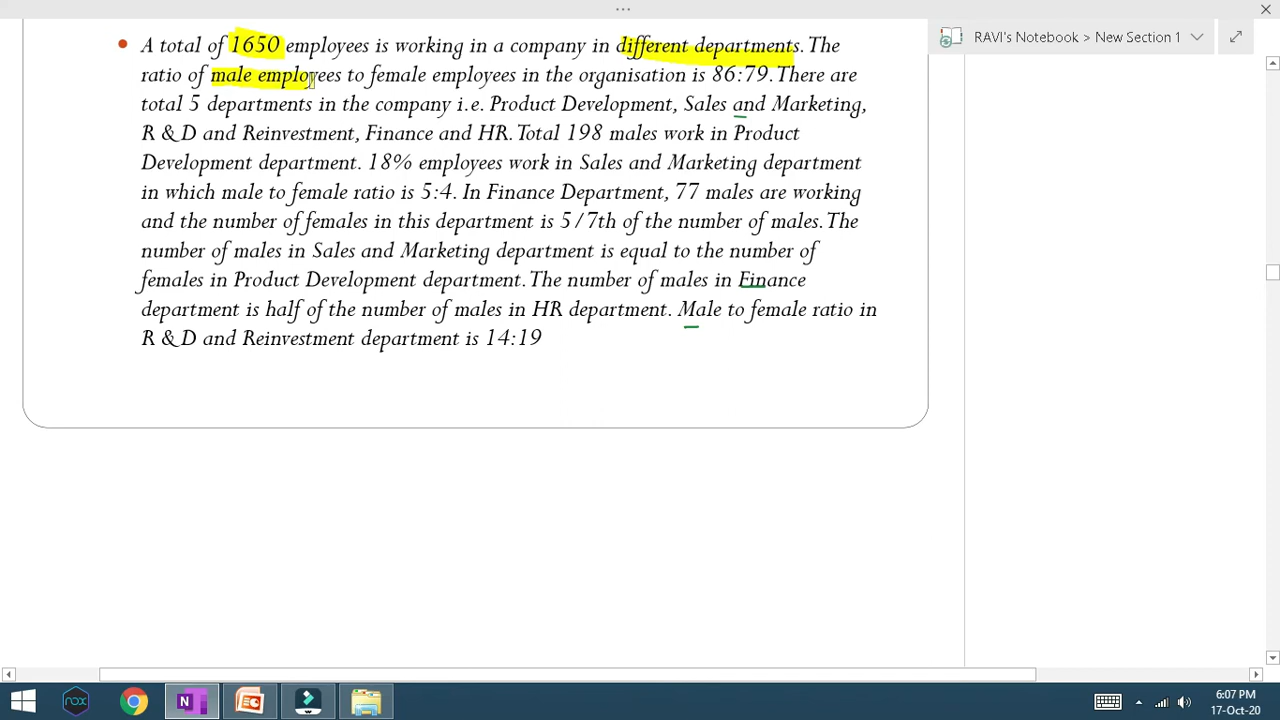 ...
RAVI's Notebook > New Section 1
• A total of 1650 employees is working in a company in different departments. The
ratio of male employees to female employees in the organisation is 86:79. There are
total 5 departments in the company i.e. Product Development, Sales and Marketing,
R &D and Reinvestment, Finance and HR. Total 198 males work in Product
Development department. 18% employees work in Sales and Marketing department
in which male to female ratio is 5:4. In Finance Department, 77 males are working
and the number of females in this department is 5/7th of the number of males. The
number of males in Sales and Marketing department is equal to the number of
females in Product Development department. The number of males in Finance
department is half of the number of males in HR department. Male to female ratio in
R &D and Reinvestment department is 14:19
nox
N
6:07 PM
17-Oct-20